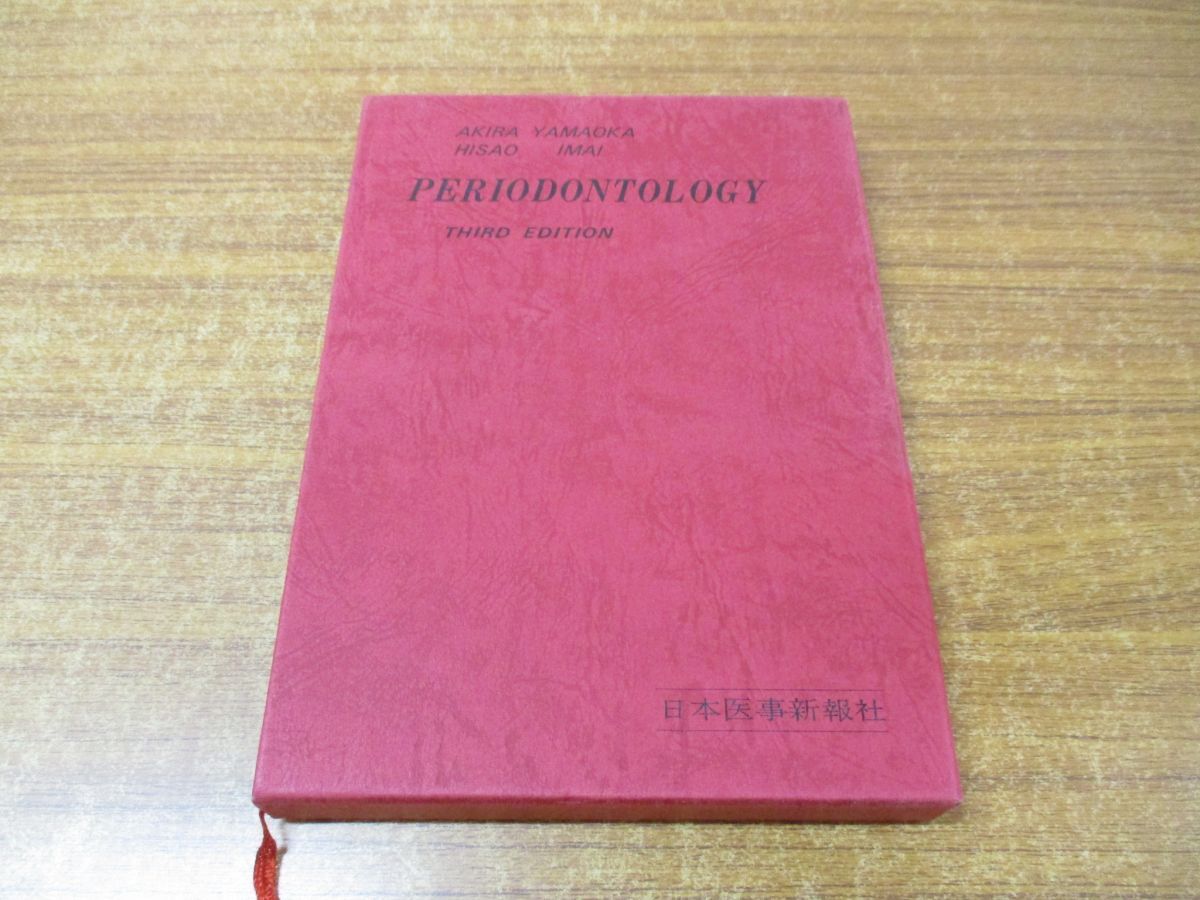 AKIRA YAMAOKA
HISAO IMAI
PERIODONTOLOGY
THIRD EDITION
日本医事新報社